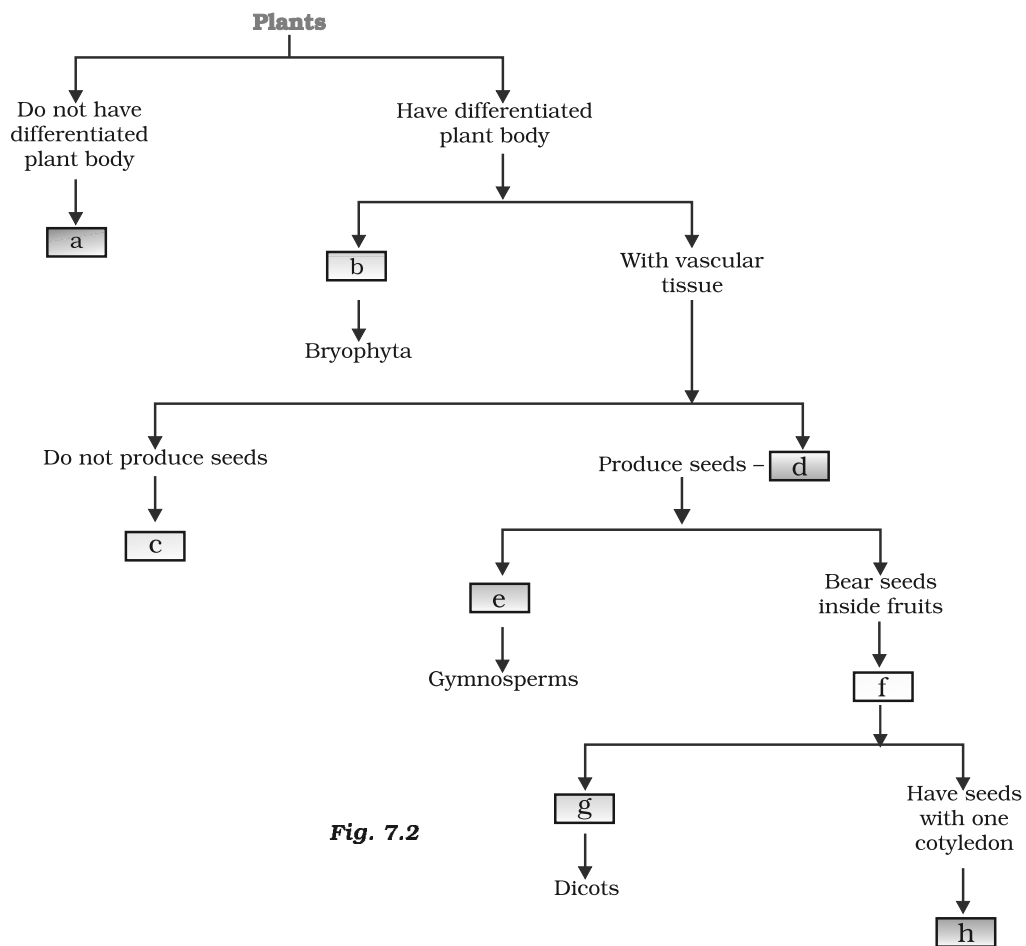 Plants
Do not have
differentiated
plant body
Have differentiated
plant body
a
b
With vascular
tissue
Bryophyta
Do not produce seeds
Produce seeds – d
c
e
Bear seeds
inside fruits
Gymnosperms
f
g
Have seeds
with one
cotyledon
Fig. 7.2
Dicots
h